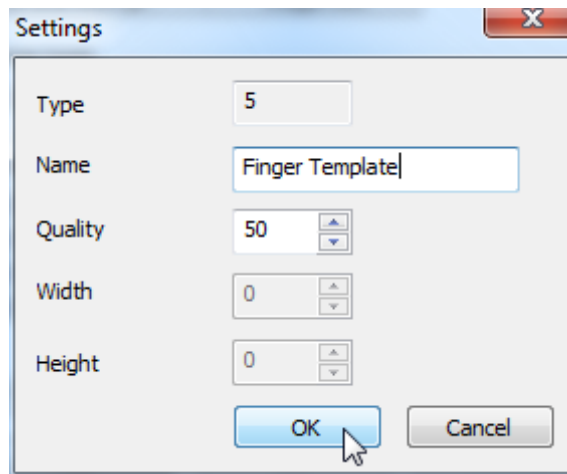 Settings
Type 5
Name Finger Template
Quality 50
Width 0
Height 0
OK Cancel